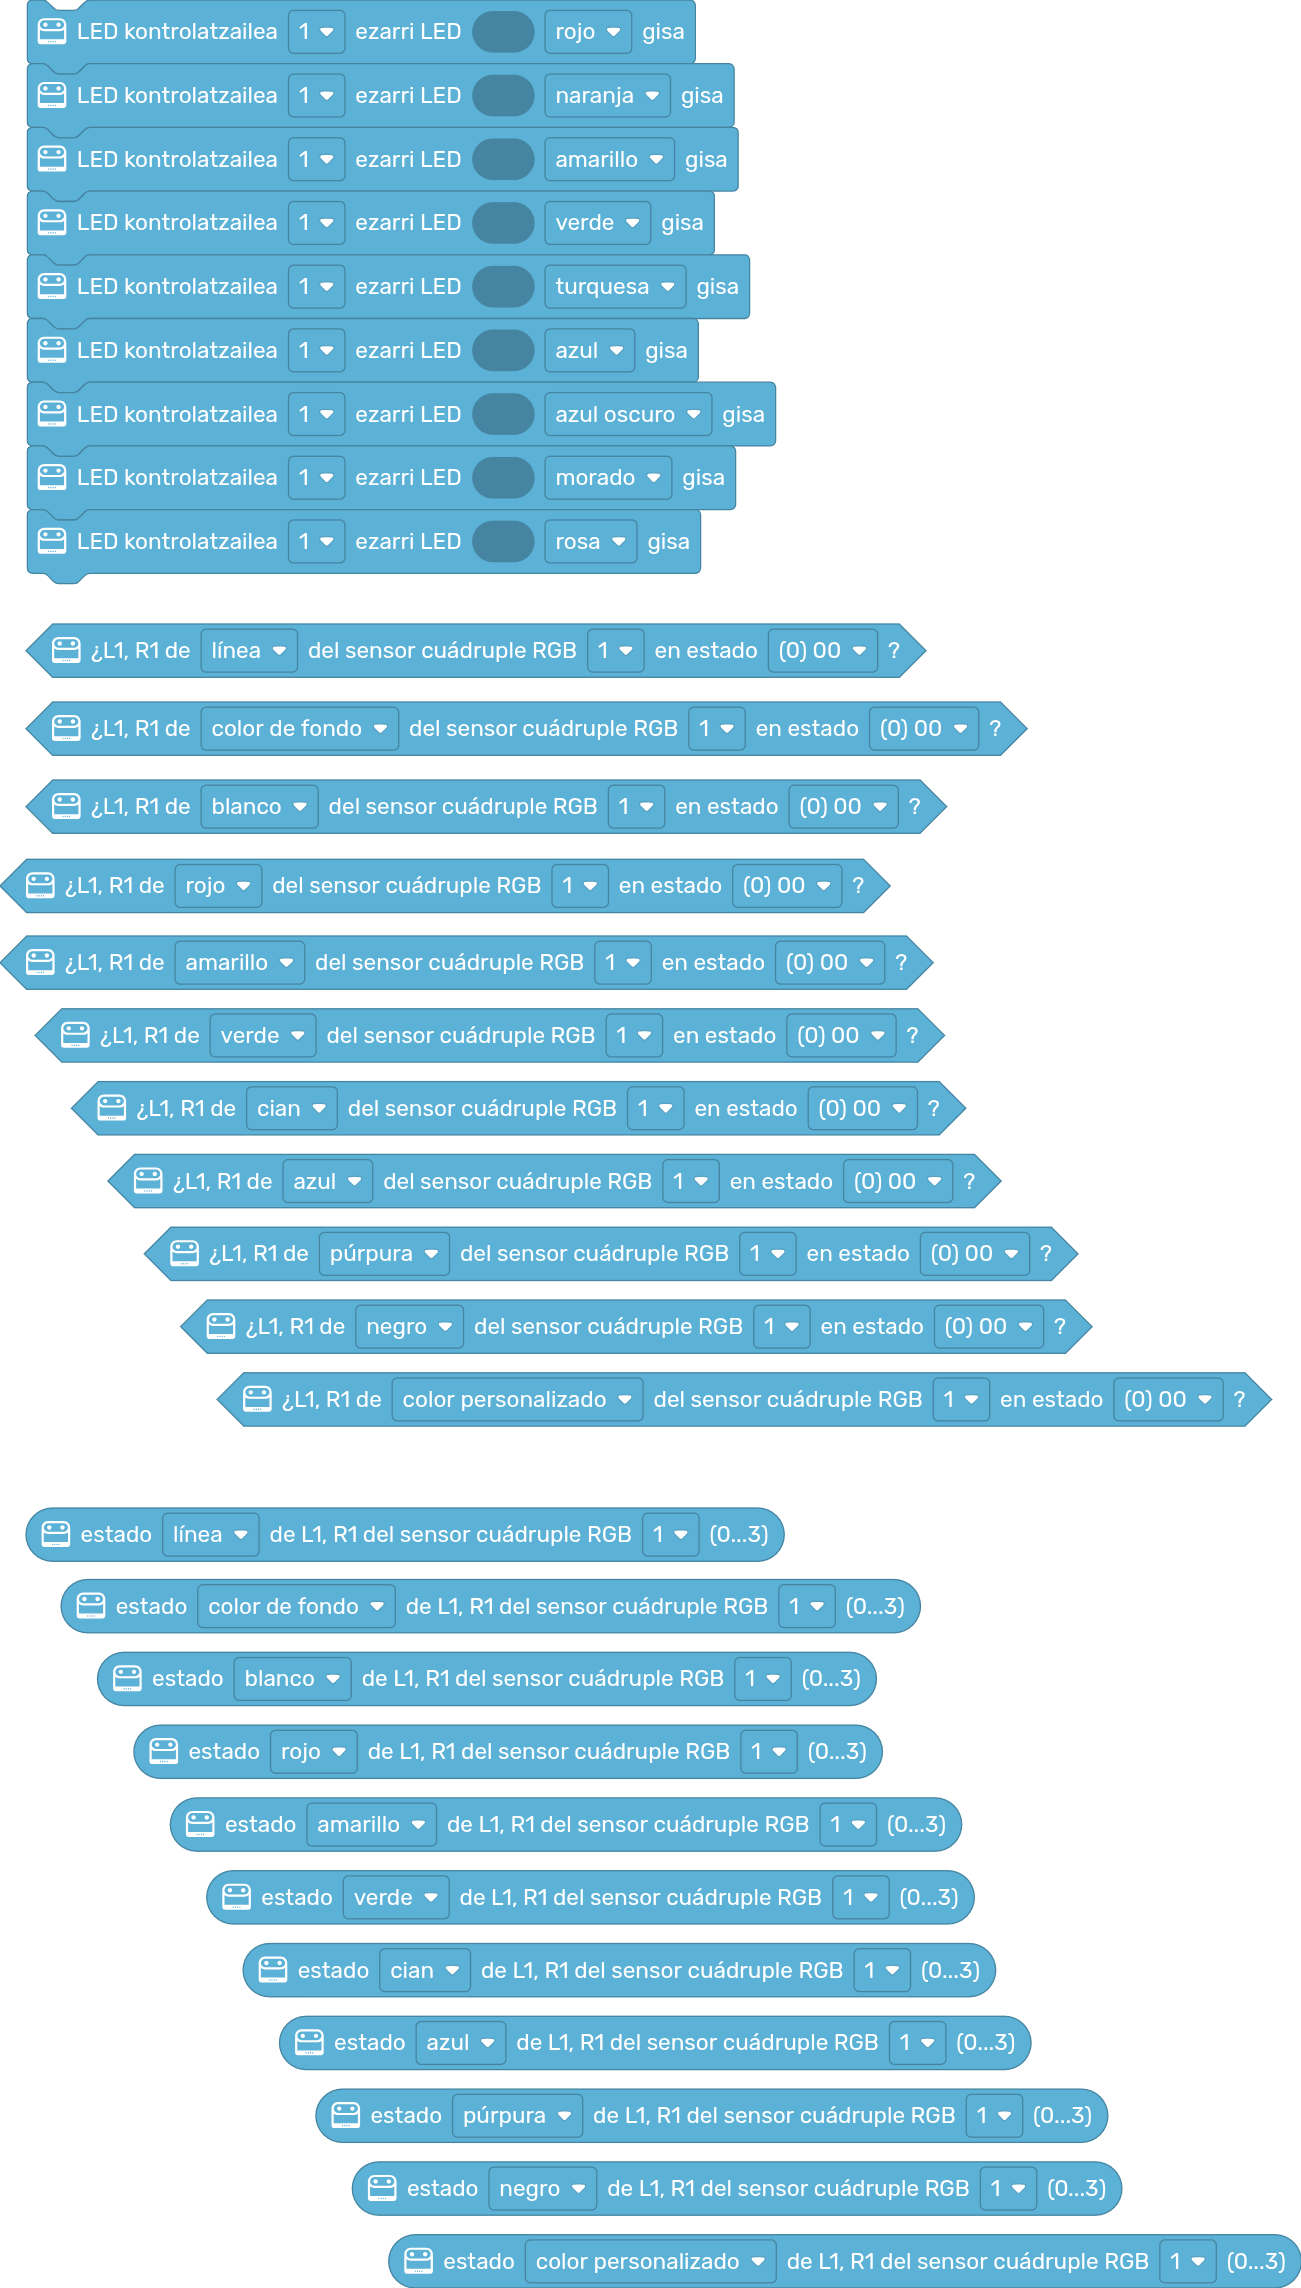 LED kontrolatzailea 1 ezarri LED rojo gisa
LED kontrolatzailea 1 ezarri LED naranja gisa
LED kontrolatzailea 1 ezarri LED amarillo gisa
LED kontrolatzailea 1 ezarri LED verde gisa
LED kontrolatzailea 1 ezarri LED turquesa gisa
LED kontrolatzailea 1 ezarri LED azul gisa
LED kontrolatzailea 1 ezarri LED azul oscuro gisa
LED kontrolatzailea 1 ezarri LED morado gisa
LED kontrolatzailea 1 ezarri LED rosa gisa
¿L1, R1 de línea del sensor cuádruple RGB 1 en estado (0) 00 ?
¿L1, R1 de color de fondo del sensor cuádruple RGB 1 en estado (0) 00 ?
¿L1, R1 de blanco del sensor cuádruple RGB 1 en estado (0) 00 ?
¿L1, R1 de rojo del sensor cuádruple RGB 1 en estado (0) 00 ?
¿L1, R1 de amarillo del sensor cuádruple RGB 1 en estado (0) 00 ?
¿L1, R1 de verde del sensor cuádruple RGB 1 en estado (0) 00 ?
¿L1, R1 de cian del sensor cuádruple RGB 1 en estado (0) 00 ?
¿L1, R1 de azul del sensor cuádruple RGB 1 en estado (0) 00 ?
¿L1, R1 de púrpura del sensor cuádruple RGB 1 en estado (0) 00 ?
¿L1, R1 de negro del sensor cuádruple RGB 1 en estado (0) 00 ?
¿L1, R1 de color personalizado del sensor cuádruple RGB 1 en estado (0) 00 ?
estado línea de L1, R1 del sensor cuádruple RGB 1 (0...3)
estado color de fondo de L1, R1 del sensor cuádruple RGB 1 (0...3)
estado blanco de L1, R1 del sensor cuádruple RGB 1 (0...3)
estado rojo de L1, R1 del sensor cuádruple RGB 1 (0...3)
estado amarillo de L1, R1 del sensor cuádruple RGB 1 (0...3)
estado verde de L1, R1 del sensor cuádruple RGB 1 (0...3)
estado cian de L1, R1 del sensor cuádruple RGB 1 (0...3)
estado azul de L1, R1 del sensor cuádruple RGB 1 (0...3)
estado púrpura de L1, R1 del sensor cuádruple RGB 1 (0...3)
estado negro de L1, R1 del sensor cuádruple RGB 1 (0...3)
estado color personalizado de L1, R1 del sensor cuádruple RGB 1 (0...3)